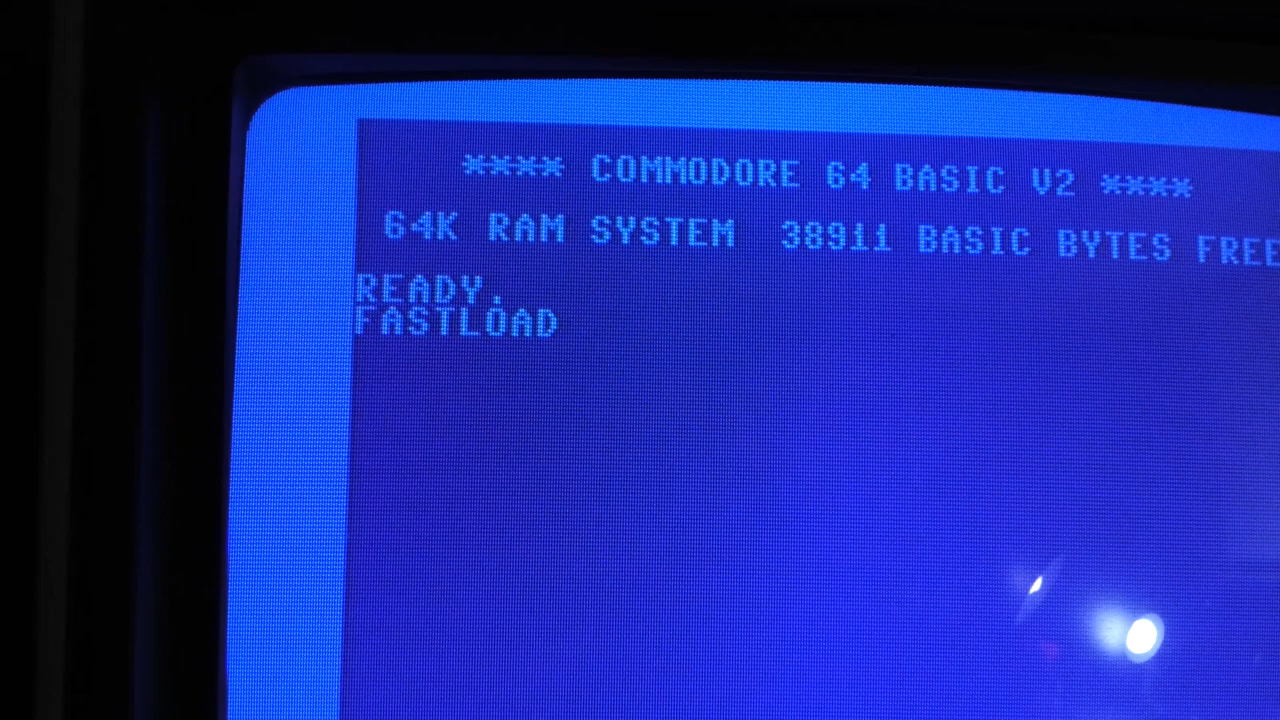 **** COMMODORE 64 BASIC V2 ****
64K RAM SYSTEM  38911 BASIC BYTES FREE
READY.
FASTLOAD